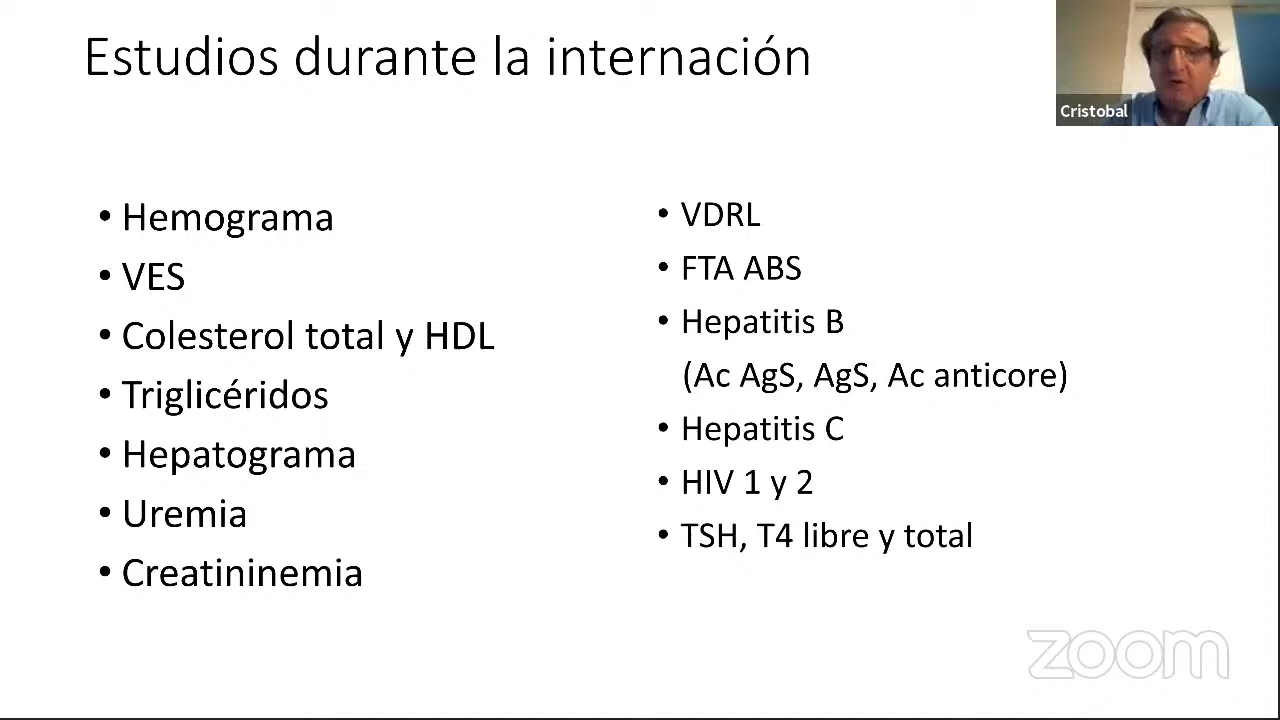 Estudios durante la internación
Cristobal
• Hemograma
• VES
• Colesterol total y HDL
• Triglicéridos
• Hepatograma
• Uremia
• Creatininemia
• VDRL
• FTA ABS
• Hepatitis B
(Ac AgS, AgS, Ac anticore)
• Hepatitis C
• HIV 1 y 2
• TSH, T4 libre y total
zoom